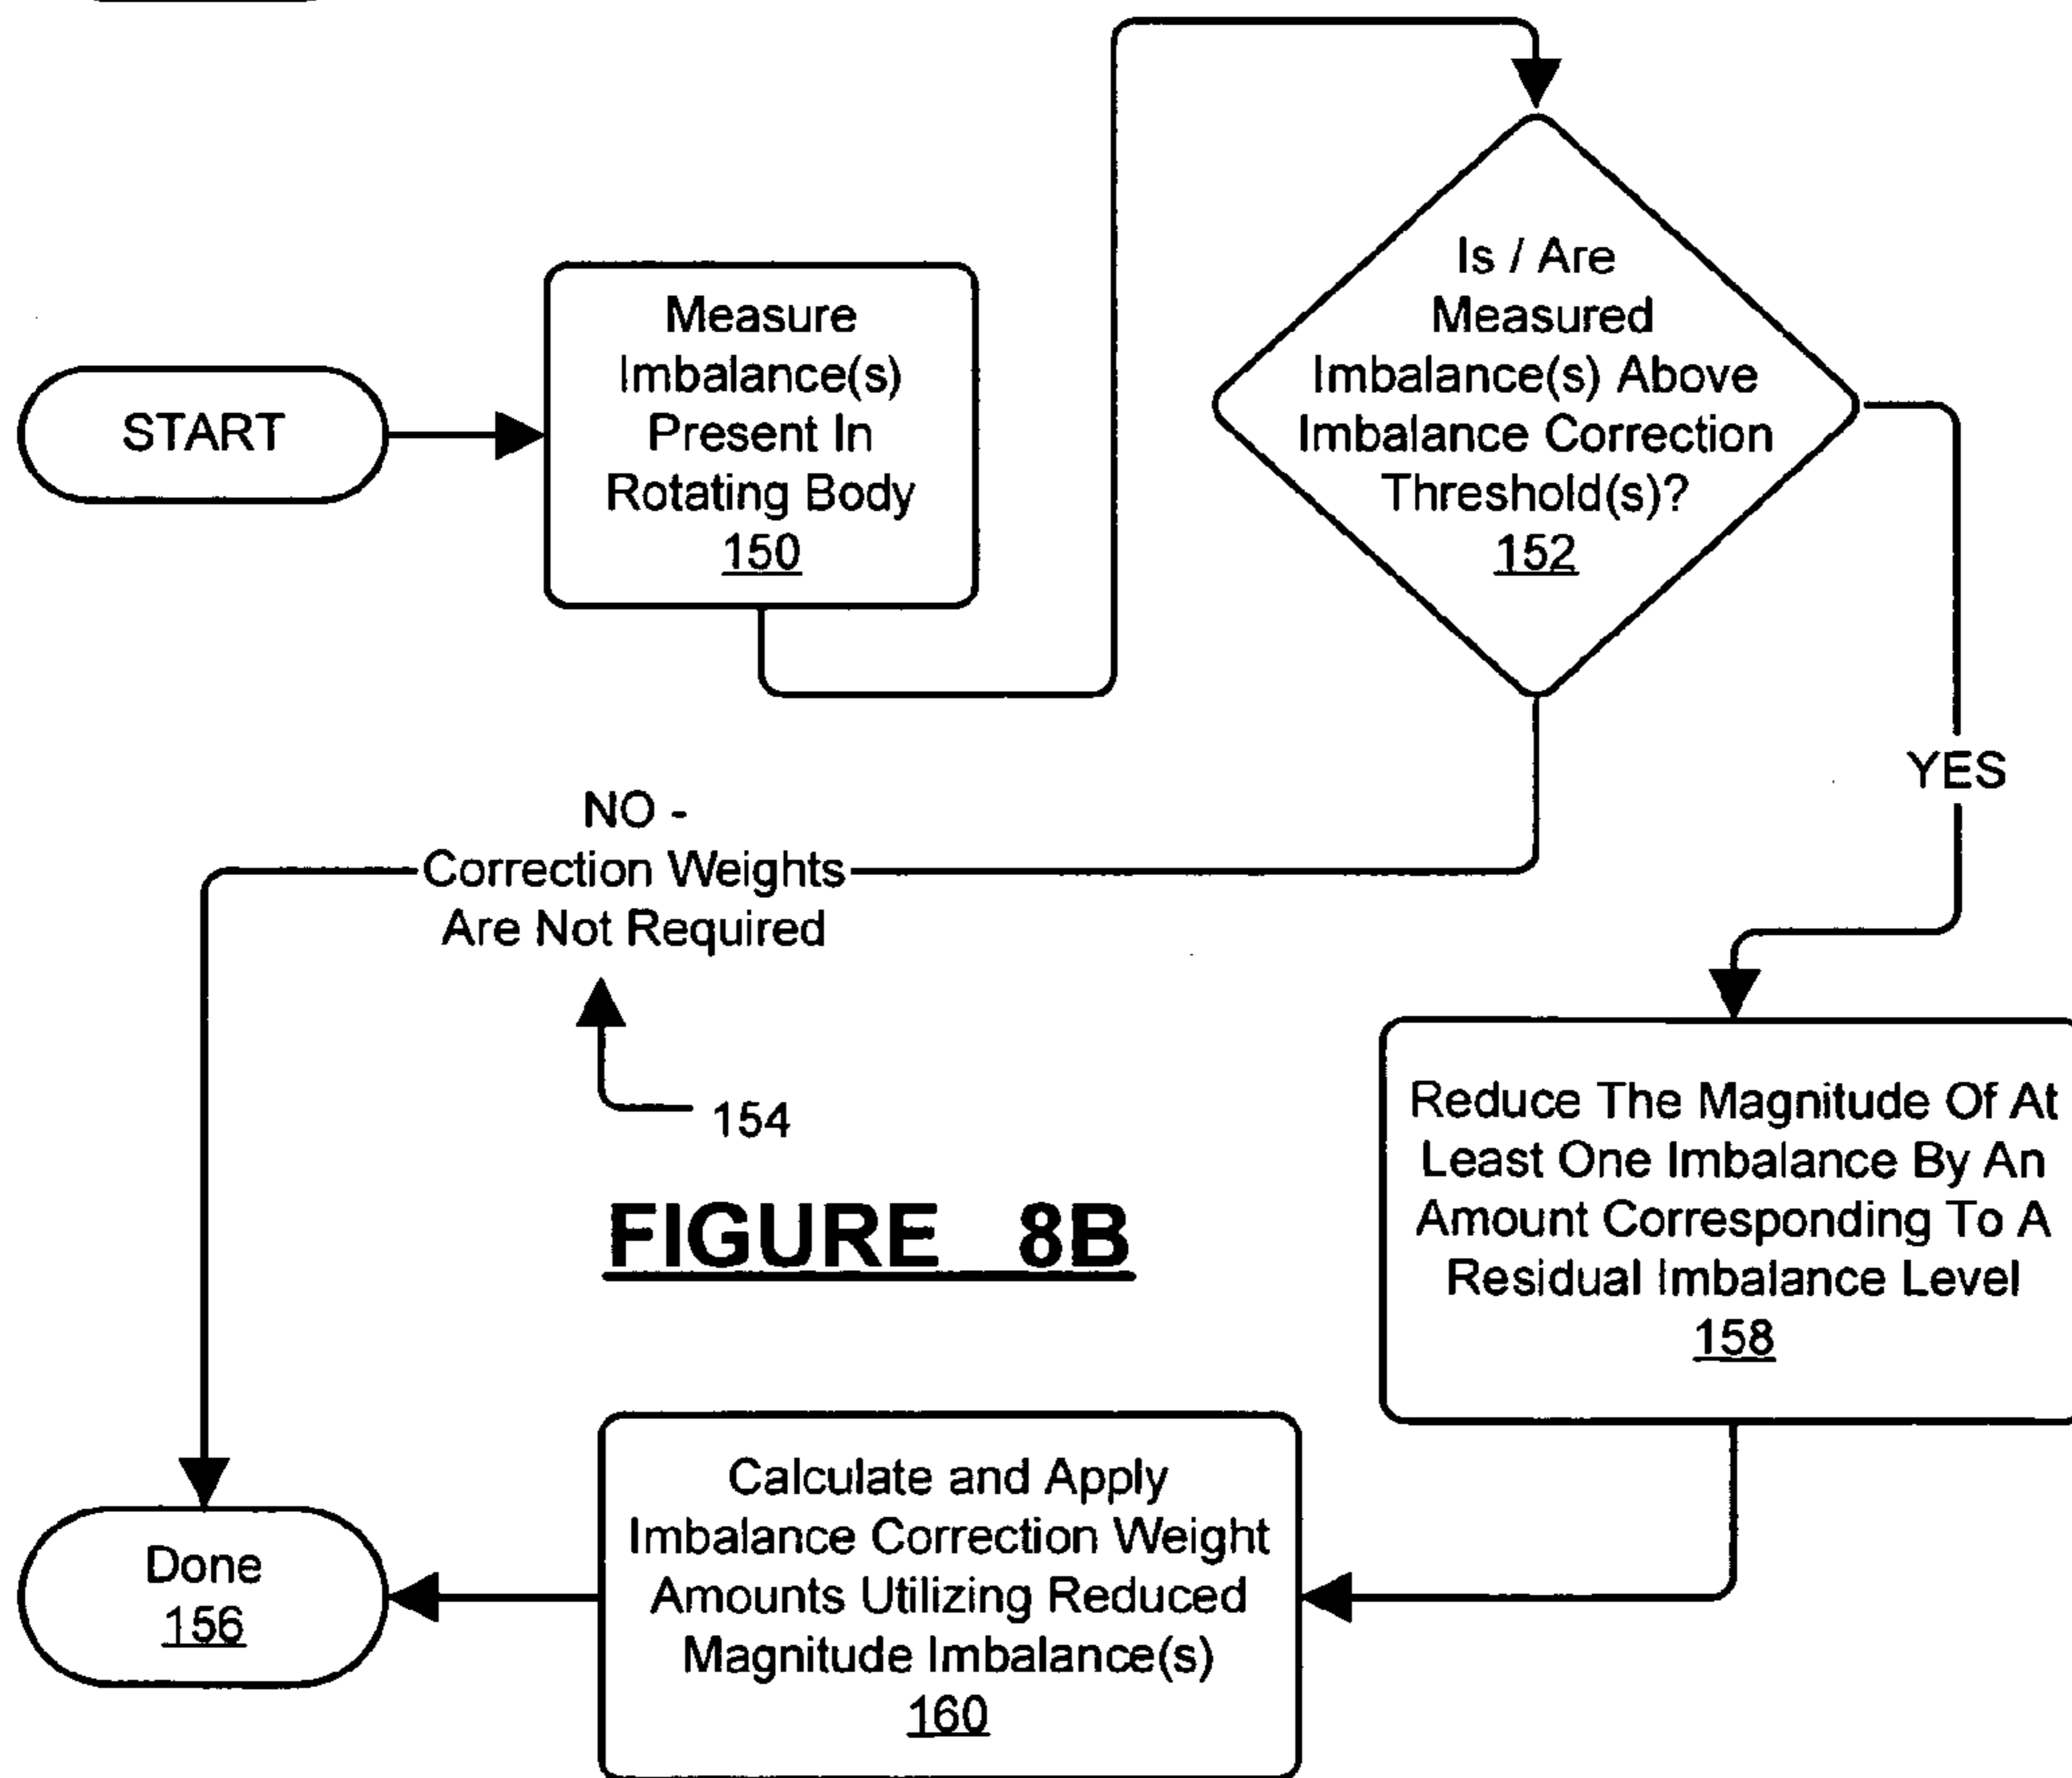 START
Measure
Imbalance(s)
Present In
Rotating Body
150
Is / Are
Measured
Imbalance(s) Above
Imbalance Correction
Threshold(s)?
152
YES
NO -
Correction Weights
Are Not Required
154
Reduce The Magnitude Of At
Least One Imbalance By An
Amount Corresponding To A
Residual Imbalance Level
158
FIGURE 8B
Calculate and Apply
Imbalance Correction Weight
Amounts Utilizing Reduced
Magnitude Imbalance(s)
160
Done
156